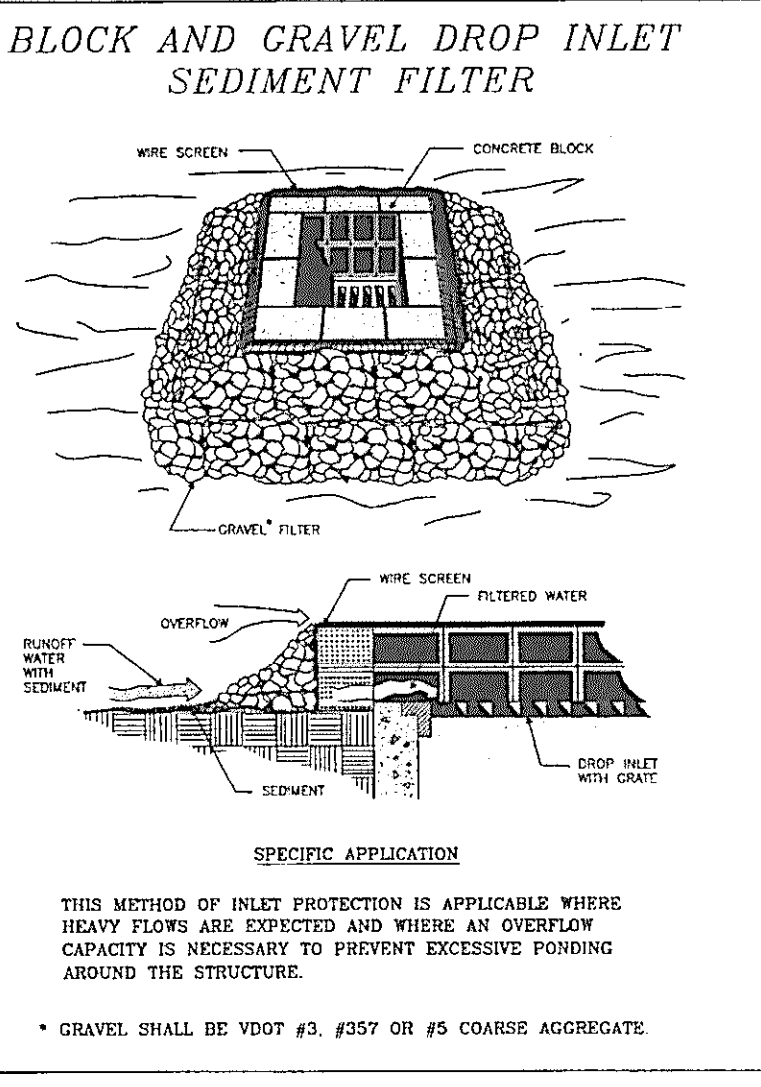 BLOCK AND GRAVEL DROP INLET
SEDIMENT FILTER
WIRE SCREEN
CONCRETE BLOCK
GRAVEL* FILTER
WIRE SCREEN
FILTERED WATER
OVERFLOW
RUNOFF
WATER
WITH
SEDIMENT
SEDIMENT
DROP INLET
WITH GRATE
SPECIFIC APPLICATION
THIS METHOD OF INLET PROTECTION IS APPLICABLE WHERE
HEAVY FLOWS ARE EXPECTED AND WHERE AN OVERFLOW
CAPACITY IS NECESSARY TO PREVENT EXCESSIVE PONDING
AROUND THE STRUCTURE.
* GRAVEL SHALL BE VDOT #3, #357 OR #5 COARSE AGGREGATE.